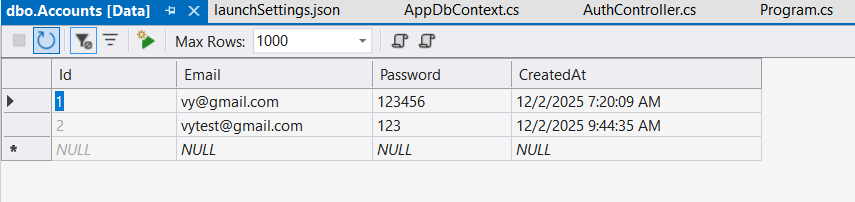 dbo.Accounts [Data] launchSettings.json AppDbContext.cs AuthController.cs Program.cs
Max Rows: 1000
Id Email Password CreatedAt
1 vy@gmail.com 123456 12/2/2025 7:20:09 AM
2 vytest@gmail.com 123 12/2/2025 9:44:35 AM
NULL NULL NULL NULL